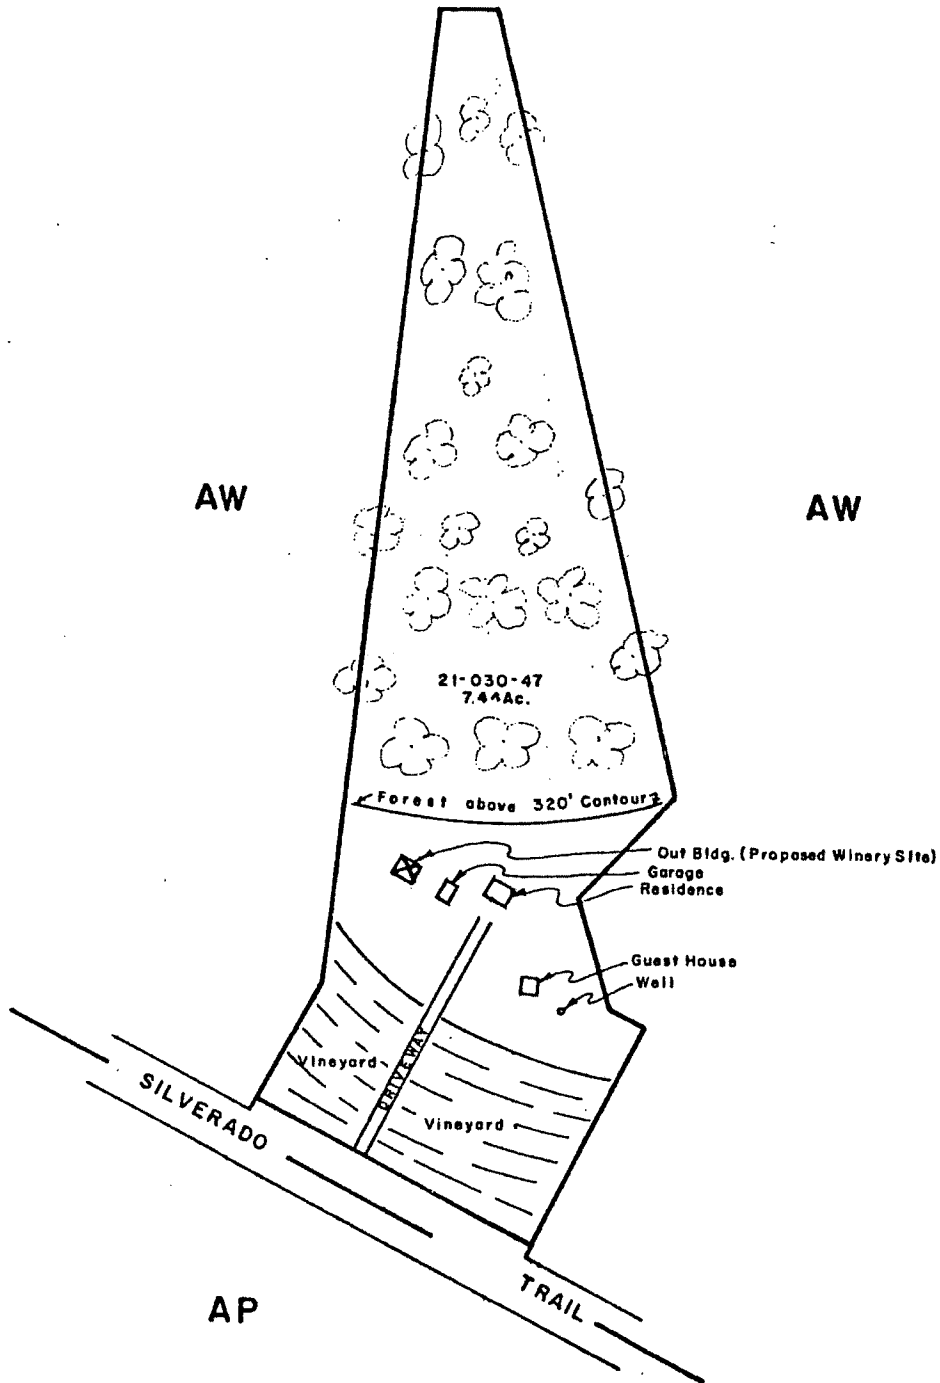 AW
AW
21-030-47
7.44Ac.
Forest above 320' Contour
Out Bldg. (Proposed Winery Site)
Garage
Residence
Guest House
Well
Vineyard
DRIVEWAY
Vineyard
SILVERADO
TRAIL
AP